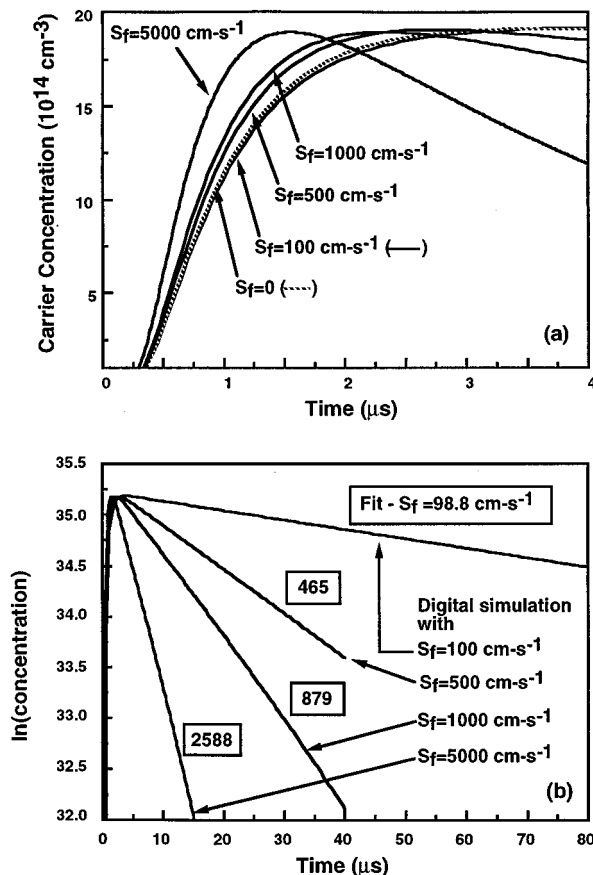 Carrier Concentration (10^14 cm^-3)
20
15
10
5
Sf=5000 cm-s^-1
Sf=1000 cm-s^-1
Sf=500 cm-s^-1
Sf=100 cm-s^-1 (—)
Sf=0 (·····)
(a)
0
1
2
3
4
Time (μs)
ln(concentration)
35.5
35.0
34.5
34.0
33.5
33.0
32.5
32.0
Fit - Sf =98.8 cm-s^-1
465
879
2588
Digital simulation
with
Sf=100 cm-s^-1
Sf=500 cm-s^-1
Sf=1000 cm-s^-1
Sf=5000 cm-s^-1
(b)
0
10
20
30
40
50
60
70
80
Time (μs)